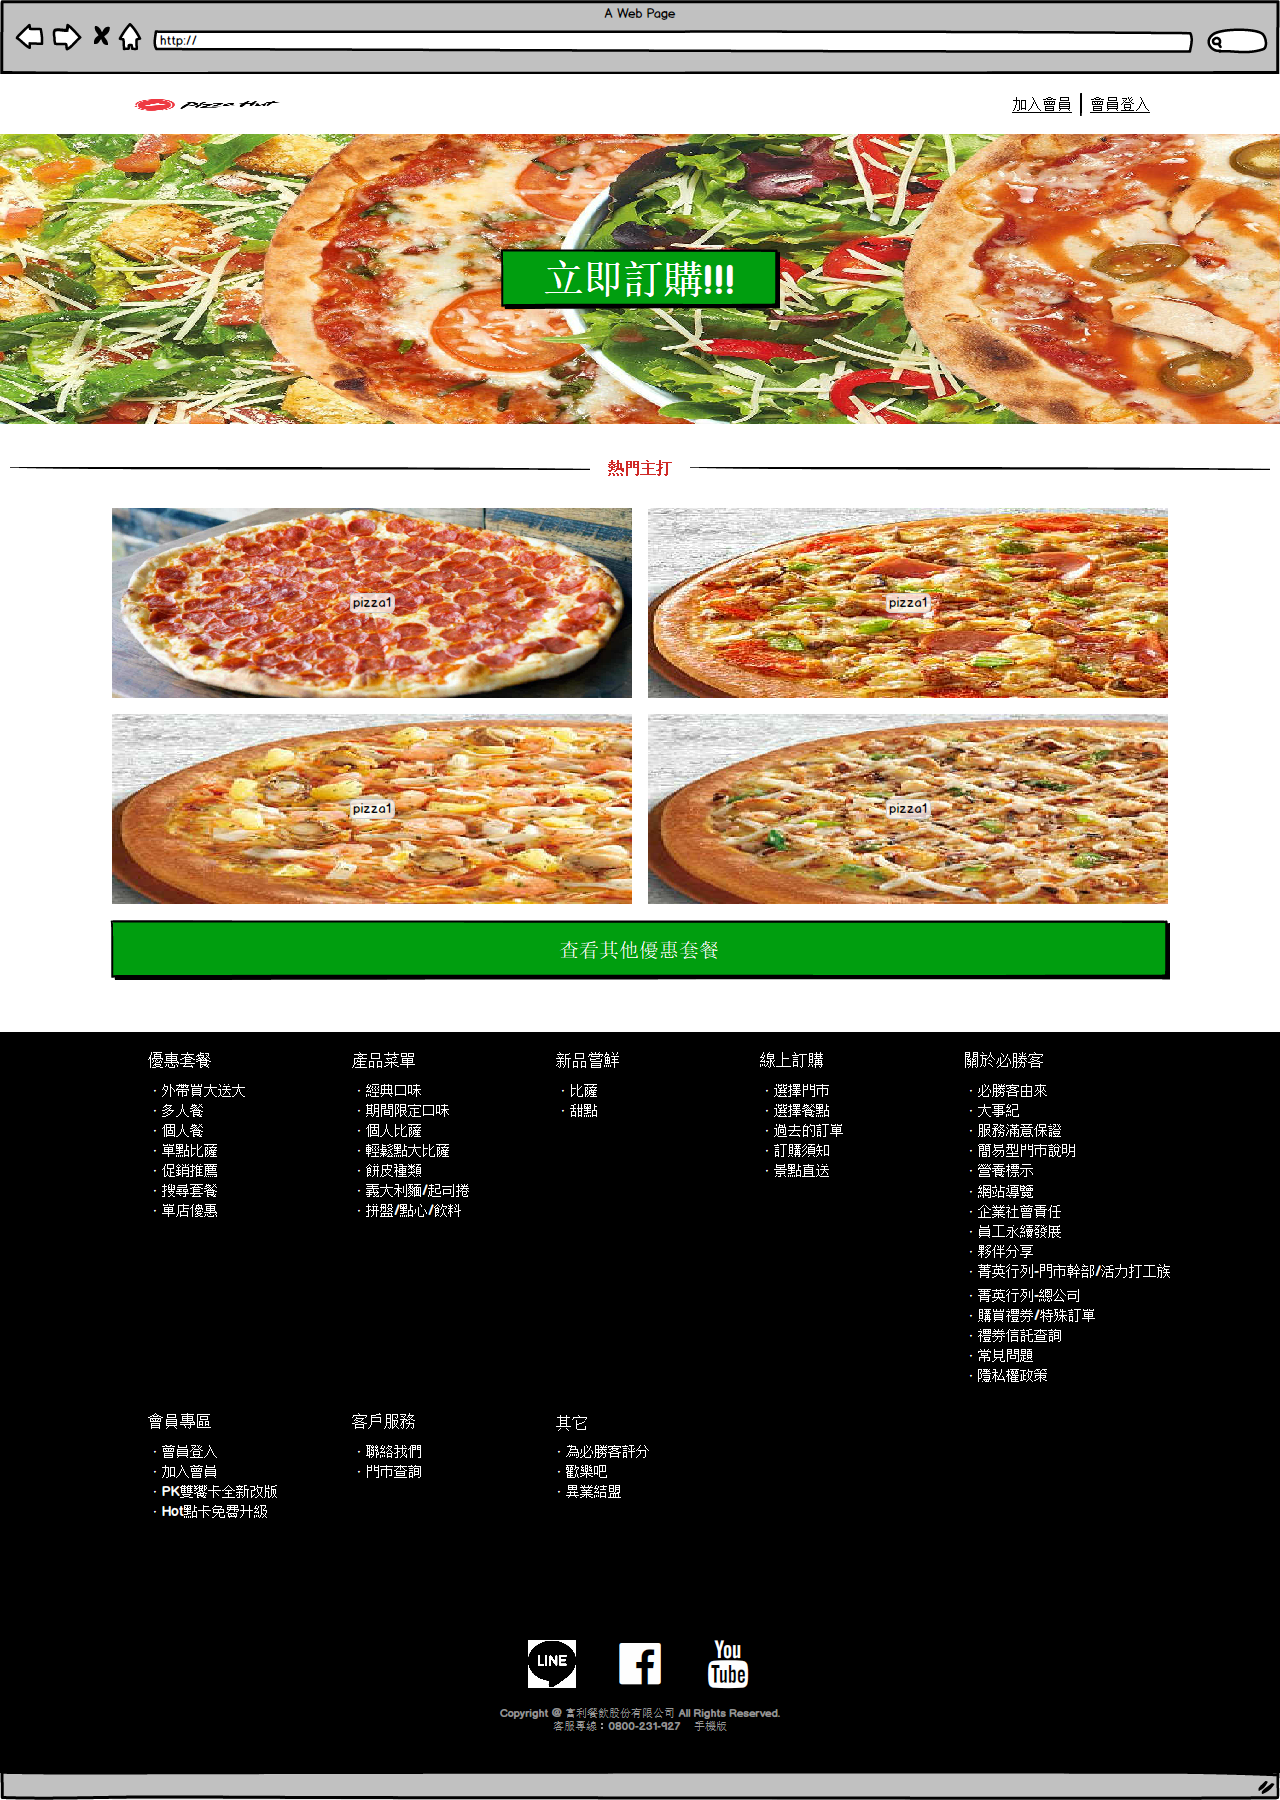 A Web Page
http://
Pizza Hut
加入會員 會員登入
立即訂購!!!
熱門主打
pizza1 pizza1
pizza1 pizza1
查看其他優惠套餐
優惠套餐
・外帶買大送大
・多人餐
・個人餐
・單點比薩
・促銷推薦
・搜尋套餐
・單店優惠
產品菜單
・經典口味
・期間限定口味
・個人比薩
・輕鬆點大比薩
・餅皮種類
・義大利麵/起司捲
・拼盤/點心/飲料
新品嘗鮮
・比薩
・甜點
線上訂購
・選擇門市
・選擇餐點
・過去的訂單
・訂購須知
・景點直送
關於必勝客
・必勝客由來
・大事紀
・服務滿意保證
・簡易型門市說明
・營養標示
・網站導覽
・企業社會責任
・員工永續發展
・夥伴分享
・菁英行列-門市幹部/活力打工族
・菁英行列-總公司
・購買禮券/特殊訂單
・禮券信託查詢
・常見問題
・隱私權政策
會員專區
・會員登入
・加入會員
・PK雙饗卡全新改版
・Hot點卡免費升級
客戶服務
・聯絡我們
・門市查詢
其它
・為必勝客評分
・歡樂吧
・異業結盟
LINE
You
Tube
Copyright @ 富利餐飲股份有限公司 All Rights Reserved.
客服專線：0800-231-927 手機版